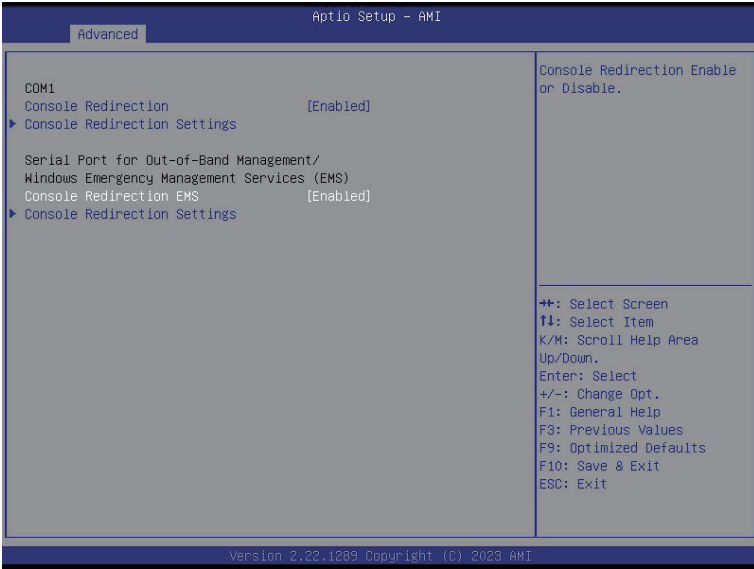 Aptio Setup – AMI
Advanced
COM1
Console Redirection [Enabled]
Console Redirection Settings
Serial Port for Out-of-Band Management/
Windows Emergency Management Services (EMS)
Console Redirection EMS [Enabled]
Console Redirection Settings
Console Redirection Enable
or Disable.
→←: Select Screen
↑↓: Select Item
K/M: Scroll Help Area
Up/Down.
Enter: Select
+/-: Change Opt.
F1: General Help
F3: Previous Values
F9: Optimized Defaults
F10: Save & Exit
ESC: Exit
Version 2.22.1289 Copyright (C) 2023 AMI